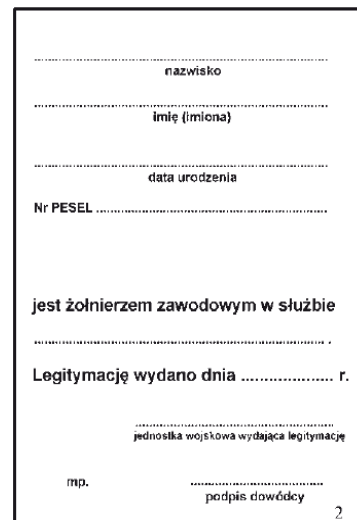 ..............................................................
nazwisko
..............................................................
imię (imiona)
..............................................................
data urodzenia
Nr PESEL ..................................................
jest żołnierzem zawodowym w służbie
.............................................................. .
Legitymację wydano dnia .................... r.
..............................................
jednostka wojskowa wydająca legitymację
mp. ..............................
podpis dowódcy
2